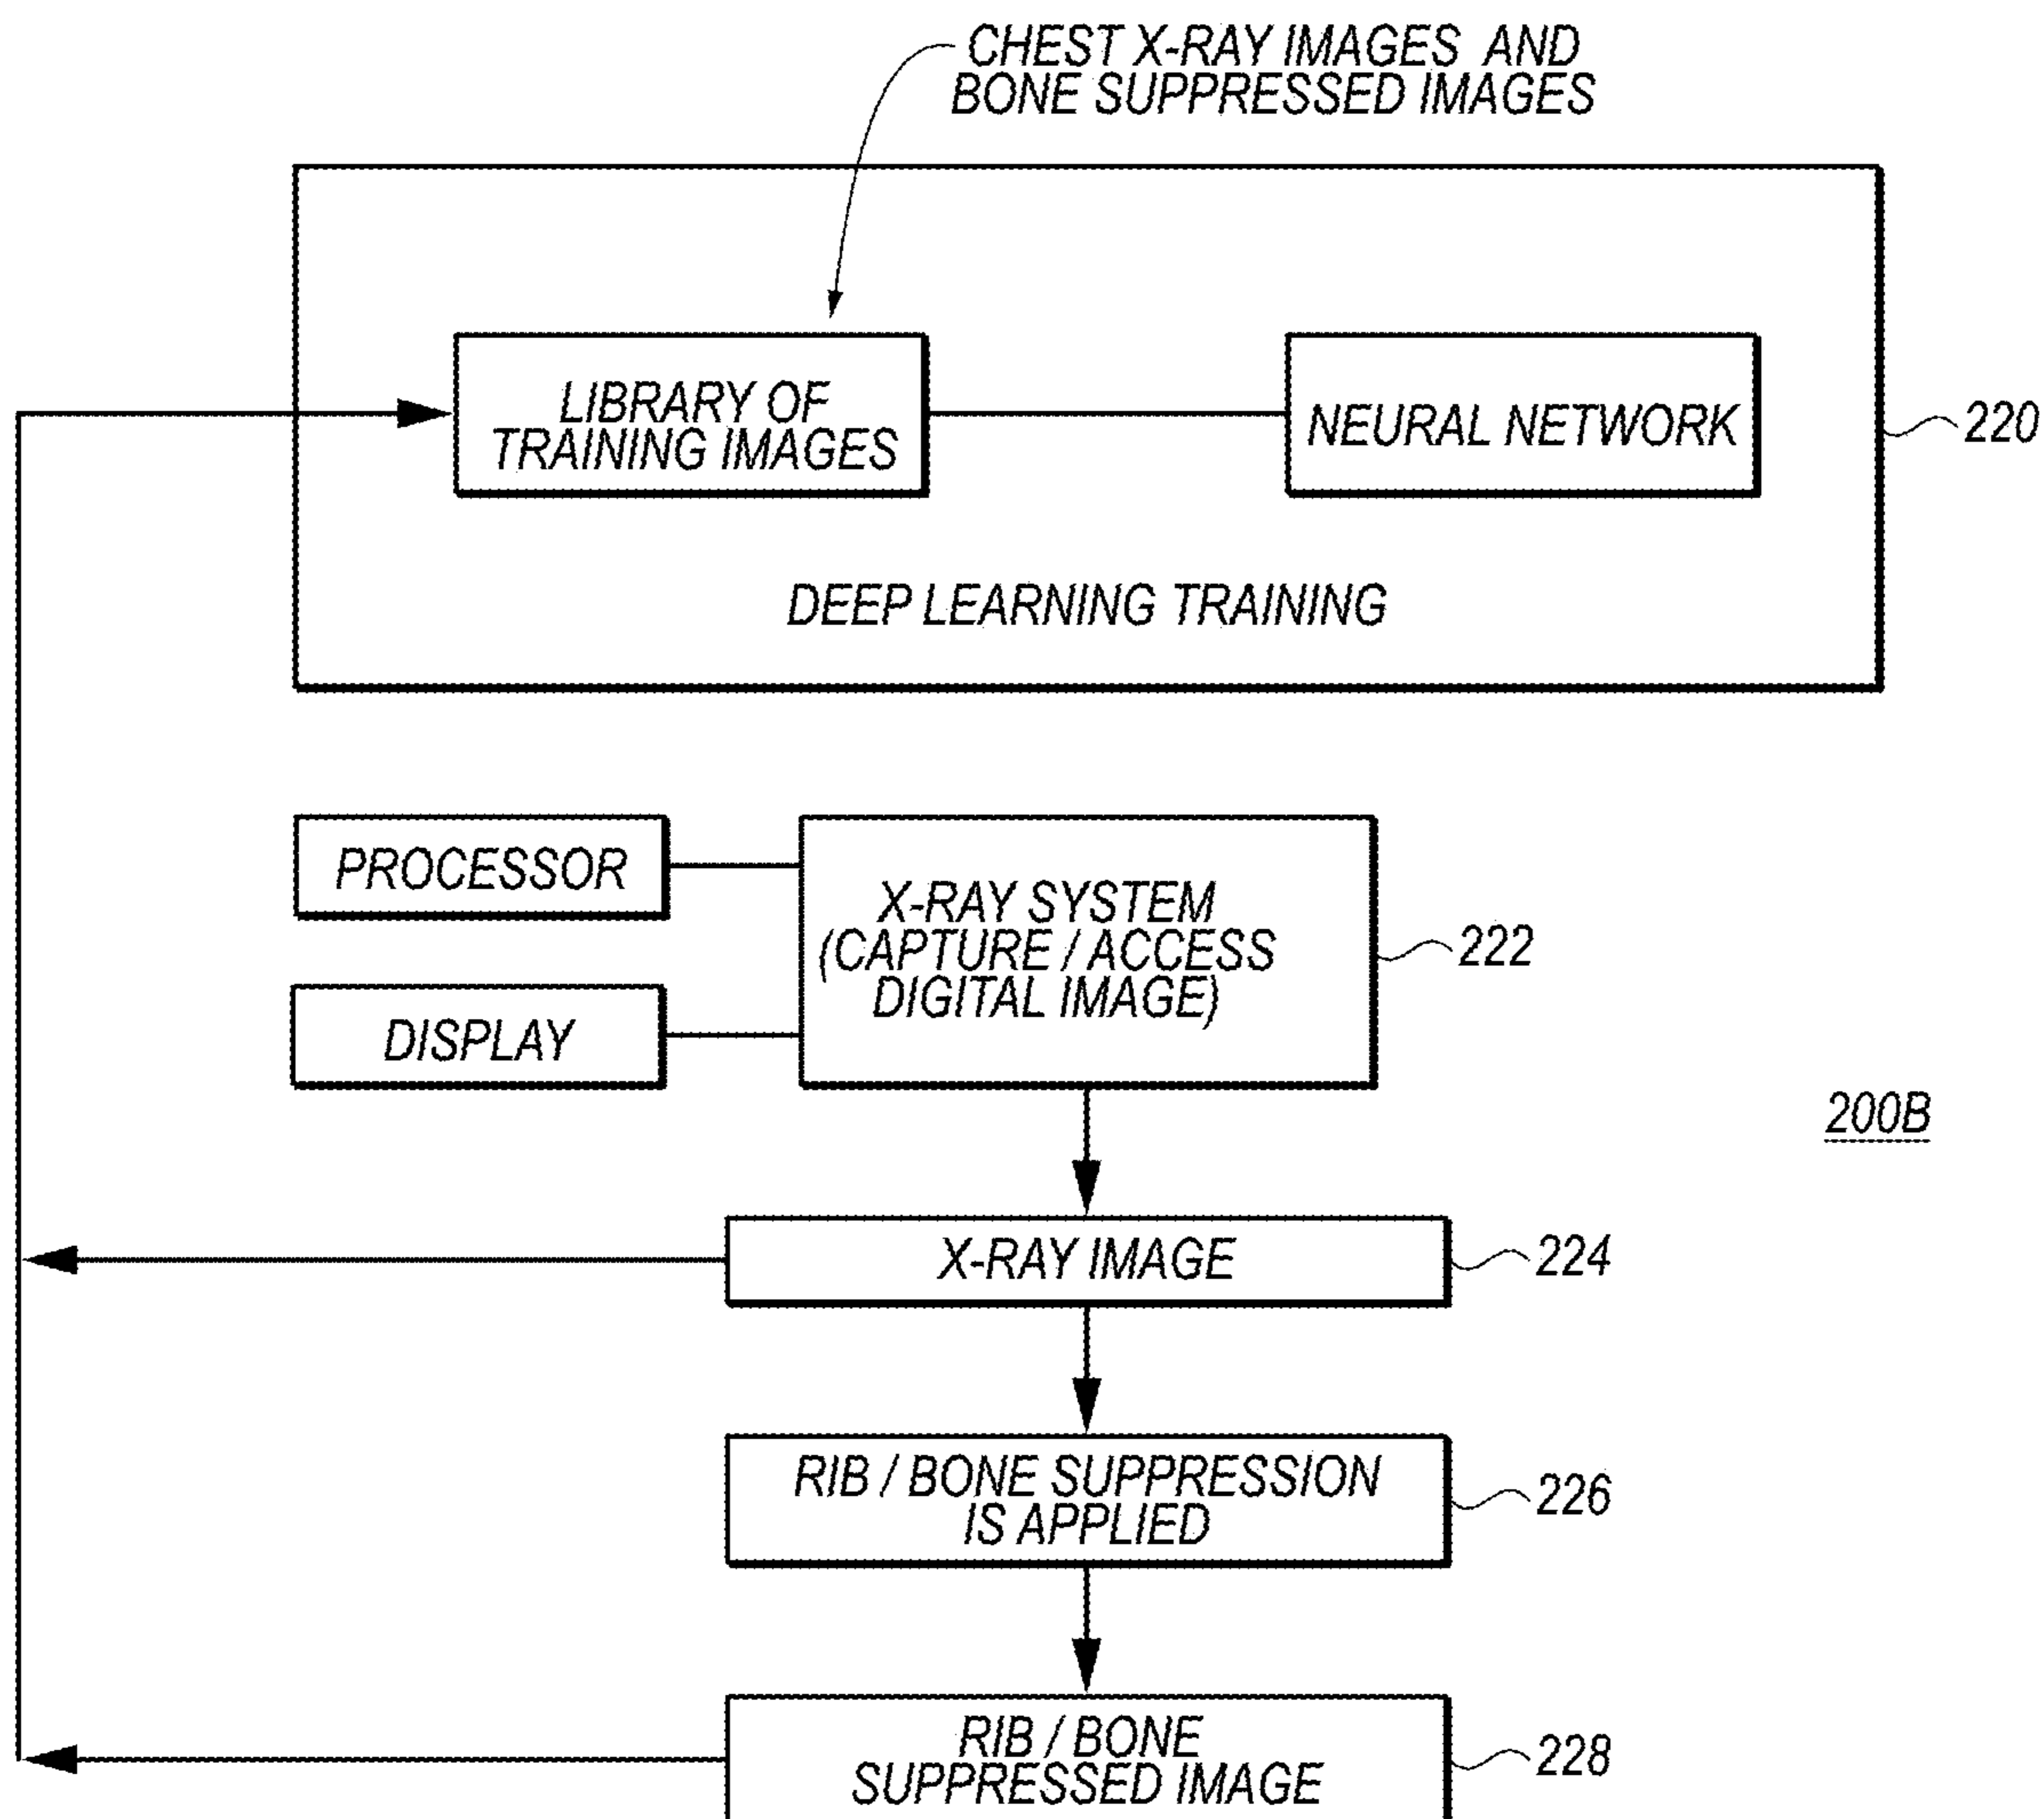 CHEST X-RAY IMAGES AND
BONE SUPPRESSED IMAGES
LIBRARY OF
TRAINING IMAGES
NEURAL NETWORK
220
DEEP LEARNING TRAINING
PROCESSOR
DISPLAY
X-RAY SYSTEM
(CAPTURE / ACCESS
DIGITAL IMAGE)
222
200B
X-RAY IMAGE
224
RIB / BONE SUPPRESSION
IS APPLIED
226
RIB / BONE
SUPPRESSED IMAGE
228